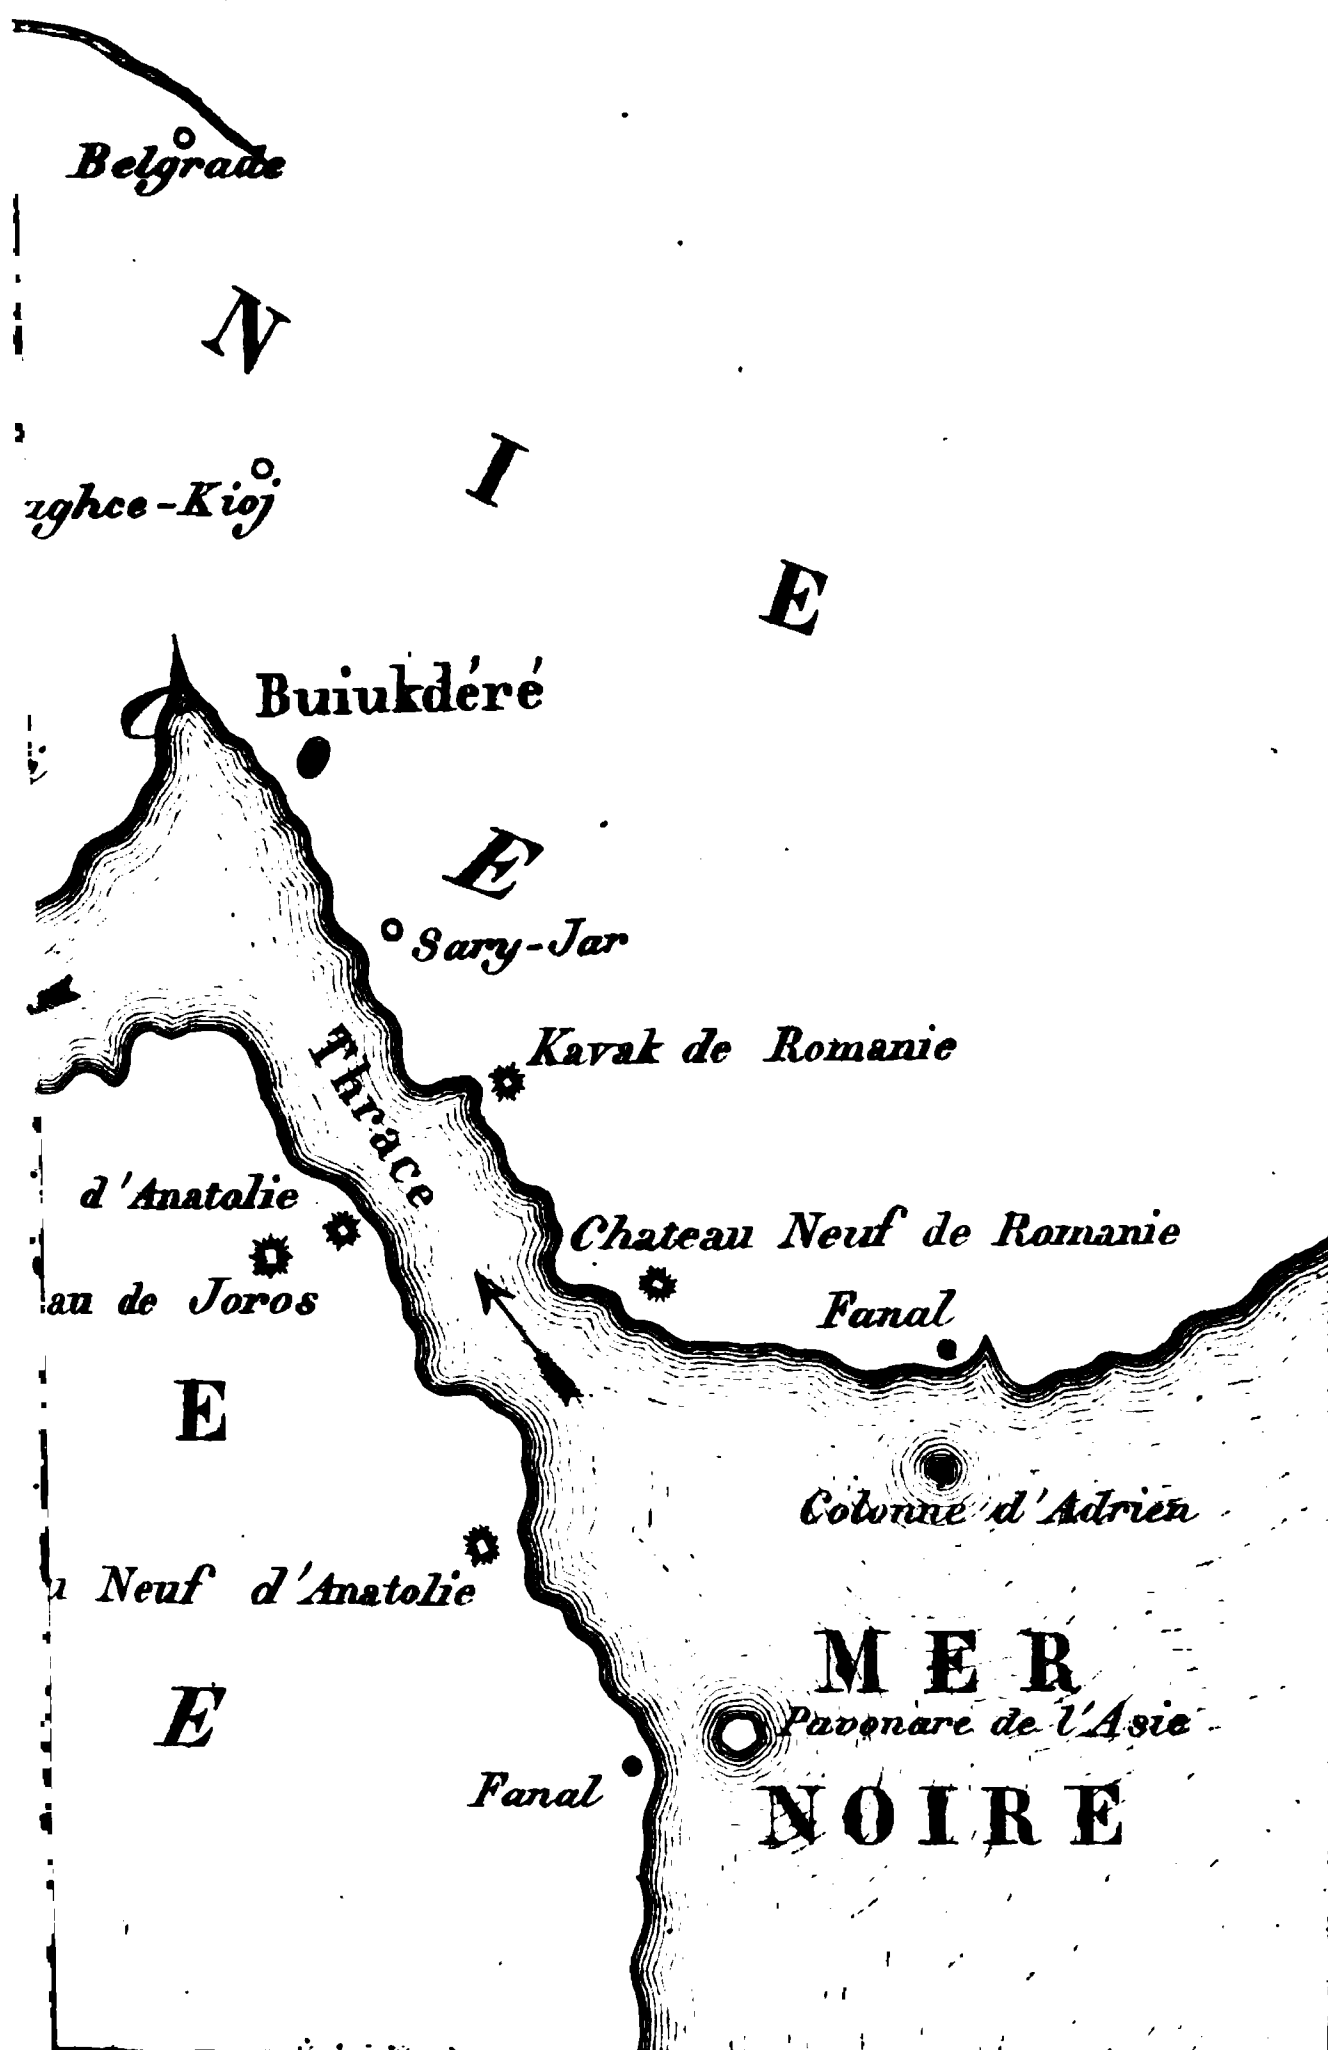 Belgrade
N
I
E
ghce-Kioj
Buiukdéré
E
Sary-Jar
Kavak de Romanie
Thrace
d'Anatolie
Chateau Neuf de Romanie
au de Joros
Fanal
E
Colonne d'Adrien
Neuf d'Anatolie
MER
E
Pavonare de l'Asie
Fanal
NOIRE